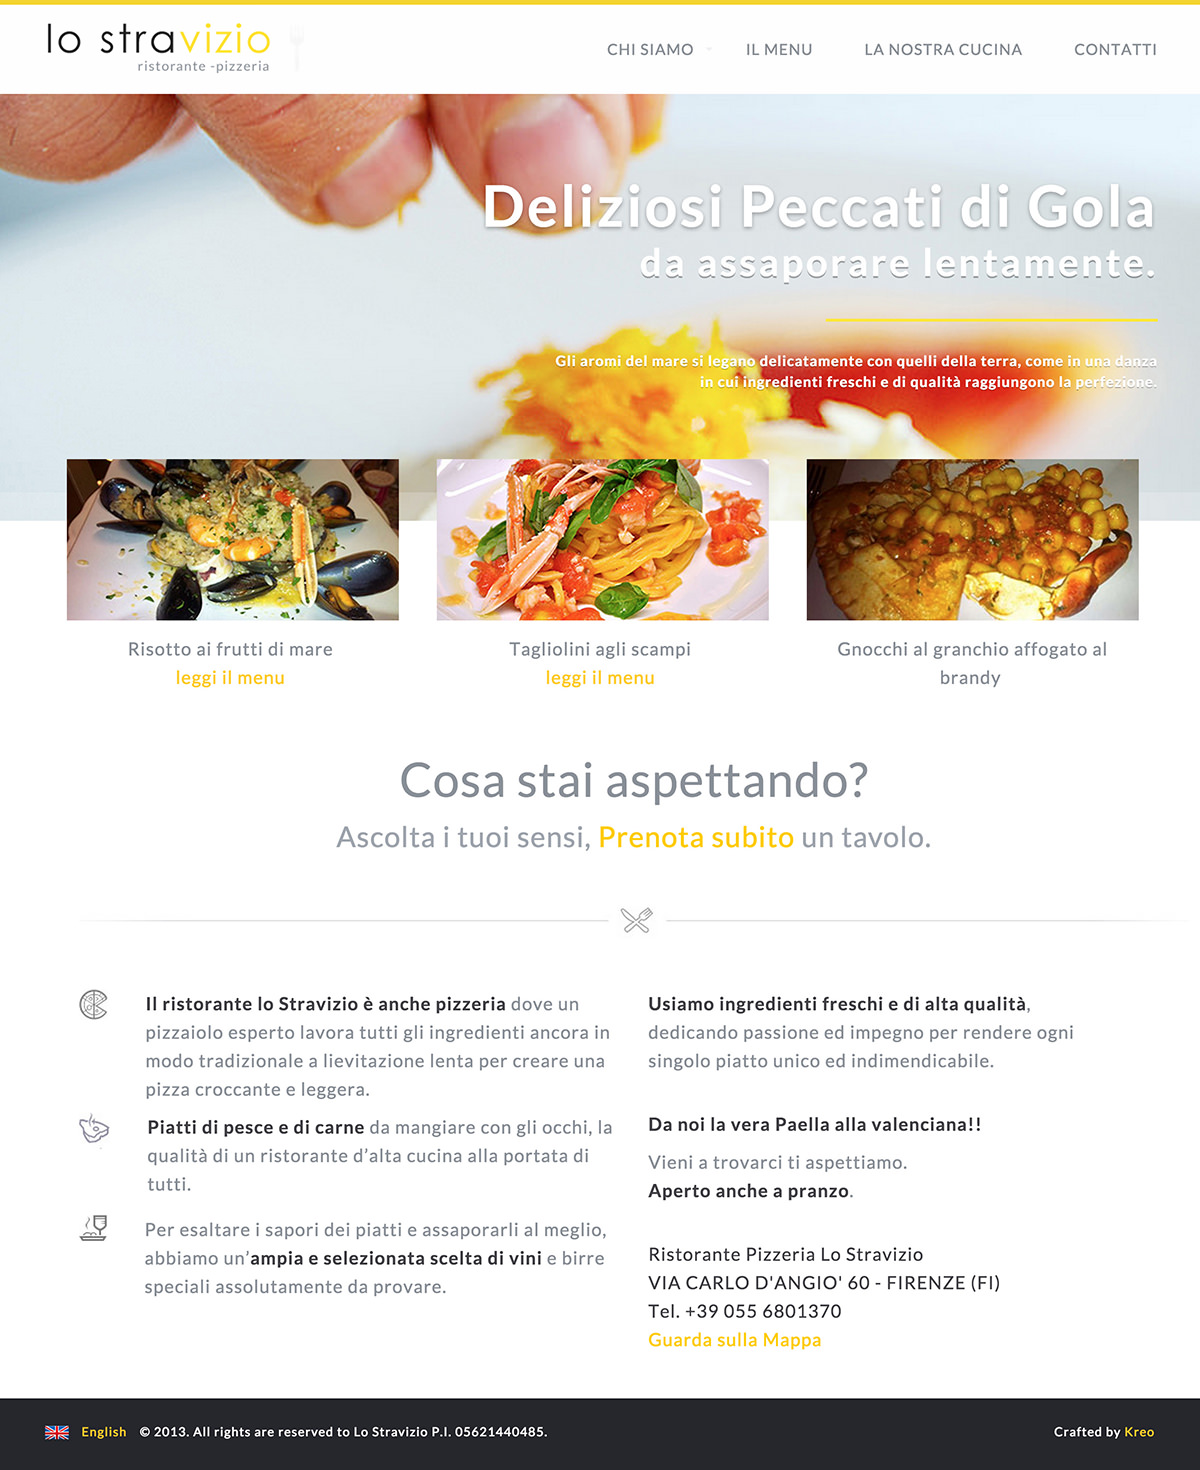 lo stravizio
ristorante -pizzeria
CHI SIAMO
IL MENU
LA NOSTRA CUCINA
CONTATTI
Deliziosi Peccati di Gola
da assaporare lentamente.
Gli aromi del mare si legano delicatamente con quelli della terra, come in una danza
in cui ingredienti freschi e di qualità raggiungono la perfezione.
Risotto ai frutti di mare
leggi il menu
Tagliolini agli scampi
leggi il menu
Gnocchi al granchio affogato al
brandy
Cosa stai aspettando?
Ascolta i tuoi sensi, Prenota subito un tavolo.
Il ristorante lo Stravizio è anche pizzeria dove un
pizzaiolo esperto lavora tutti gli ingredienti ancora in
modo tradizionale a lievitazione lenta per creare una
pizza croccante e leggera.
Piatti di pesce e di carne da mangiare con gli occhi, la
qualità di un ristorante d’alta cucina alla portata di
tutti.
Per esaltare i sapori dei piatti e assaporarli al meglio,
abbiamo un’ampia e selezionata scelta di vini e birre
speciali assolutamente da provare.
Usiamo ingredienti freschi e di alta qualità,
dedicando passione ed impegno per rendere ogni
singolo piatto unico ed indimendicabile.
Da noi la vera Paella alla valenciana!!
Vieni a trovarci ti aspettiamo.
Aperto anche a pranzo.
Ristorante Pizzeria Lo Stravizio
VIA CARLO D'ANGIO' 60 - FIRENZE (FI)
Tel. +39 055 6801370
Guarda sulla Mappa
English © 2013. All rights are reserved to Lo Stravizio P.I. 05621440485.
Crafted by Kreo